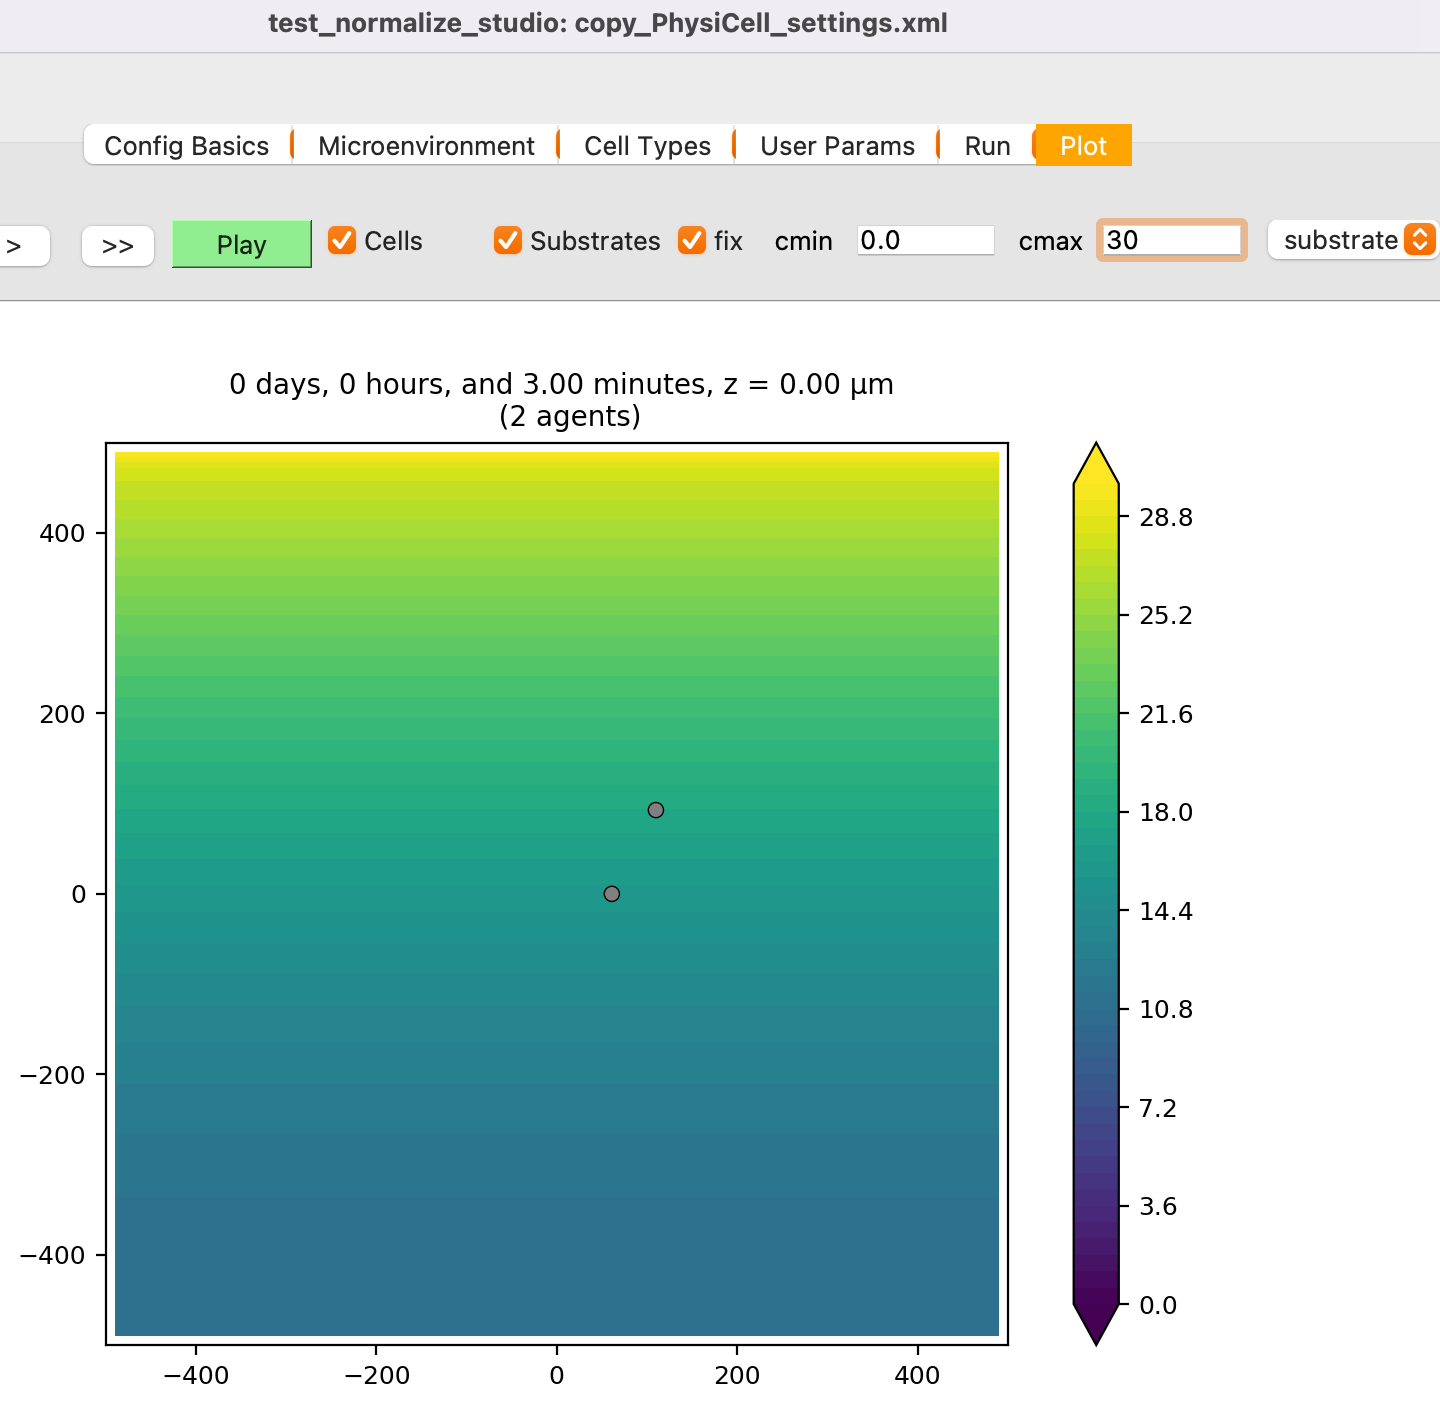 test_normalize_studio: copy_PhysiCell_settings.xml
Config Basics Microenvironment Cell Types User Params Run Plot
> >> Play Cells Substrates fix cmin 0.0 cmax 30 substrate
0 days, 0 hours, and 3.00 minutes, z = 0.00 μm
(2 agents)
400
200
0
−200
−400
−400 −200 0 200 400
28.8
25.2
21.6
18.0
14.4
10.8
7.2
3.6
0.0